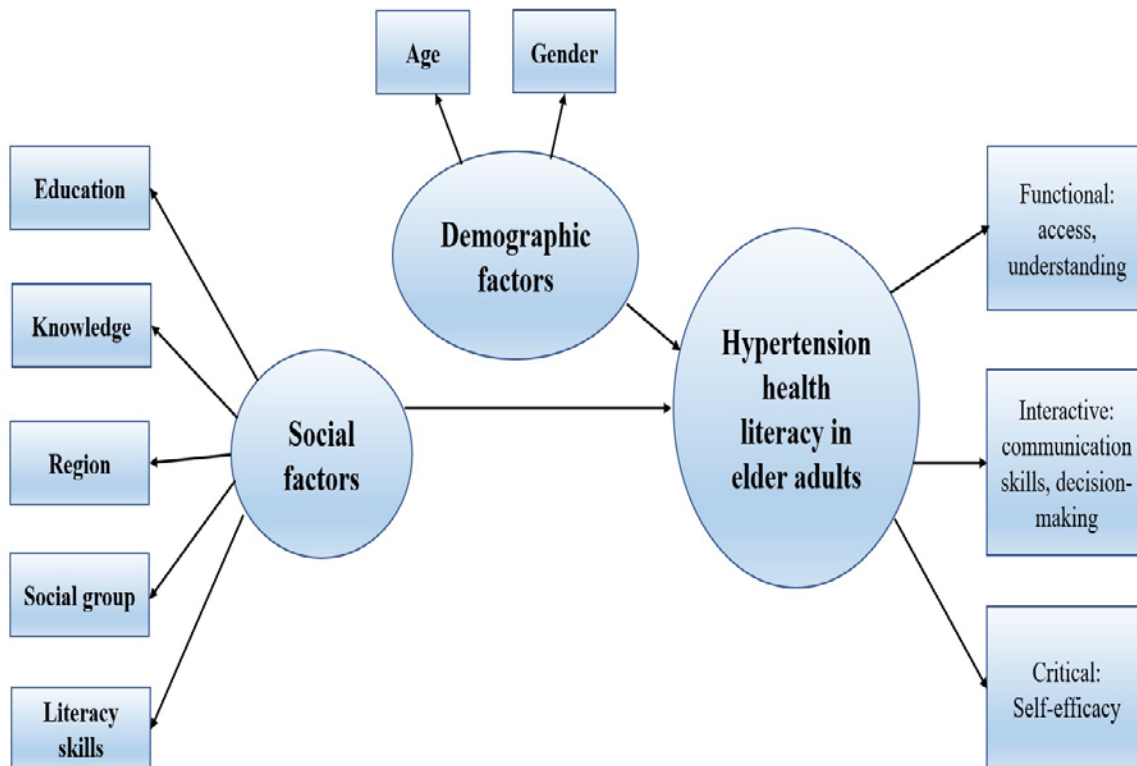 Age
Gender
Education
Knowledge
Region
Social group
Literacy
skills
Social
factors
Demographic
factors
Hypertension
health
literacy in
elder adults
Functional:
access,
understanding
Interactive:
communication
skills, decision-
making
Critical:
Self-efficacy